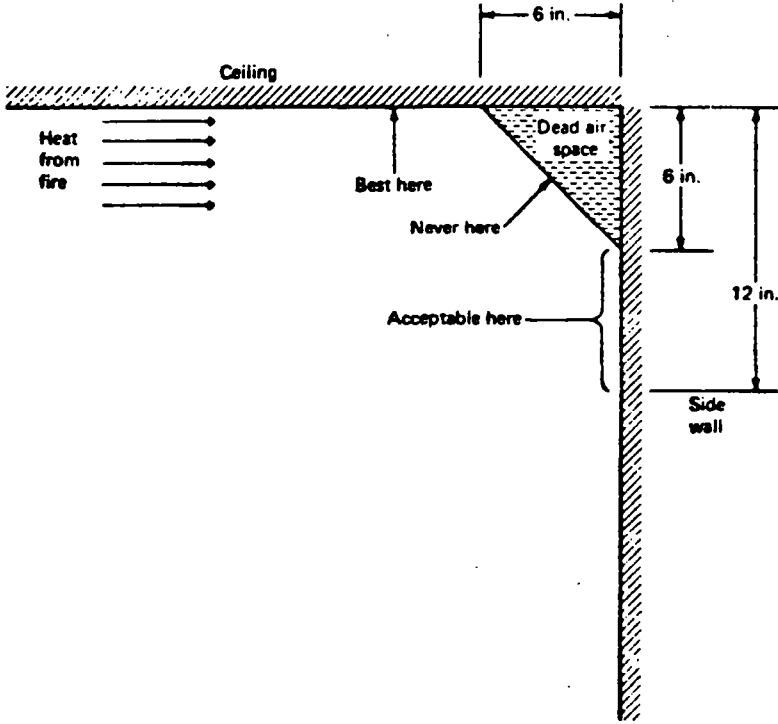 6 in.
Ceiling
Heat
from
fire
Dead air
space
Best here
6 in.
Never here
12 in.
Acceptable here
Side
wall